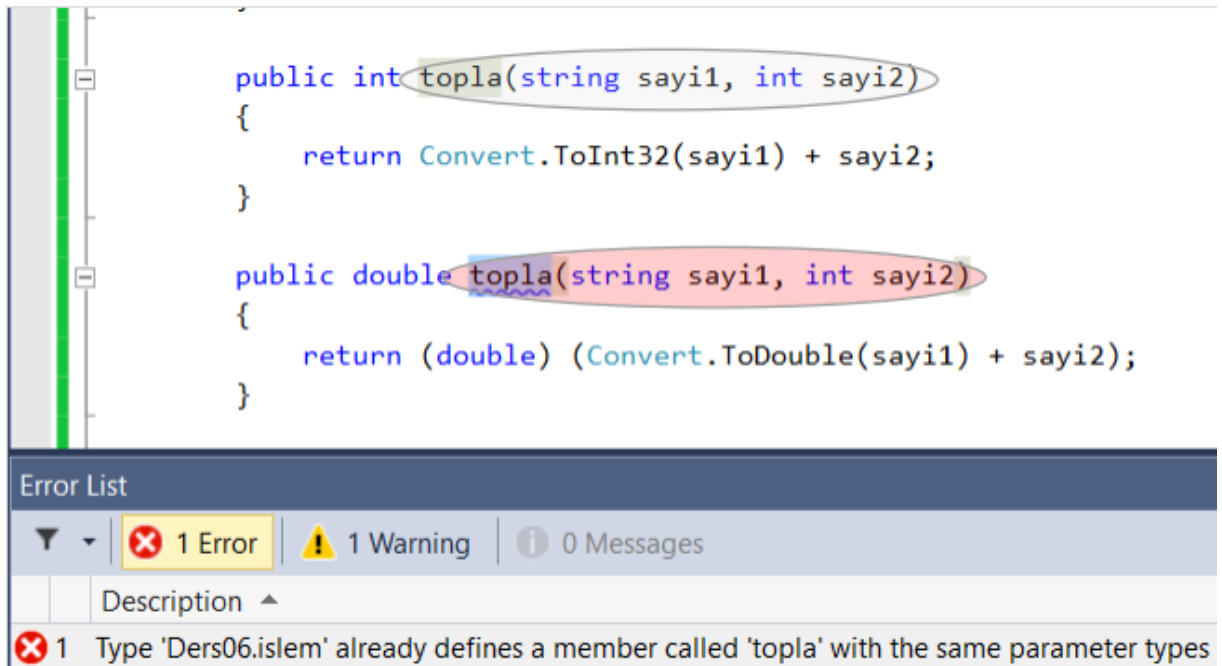 public int topla(string sayi1, int sayi2)
{
return Convert.ToInt32(sayi1) + sayi2;
}
public double topla(string sayi1, int sayi2)
{
return (double) (Convert.ToDouble(sayi1) + sayi2);
}
Error List
1 Error 1 Warning 0 Messages
Description
1 Type 'Ders06.islem' already defines a member called 'topla' with the same parameter types